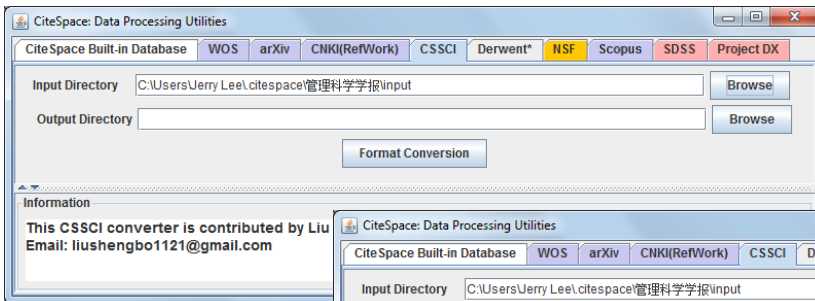 CiteSpace: Data Processing Utilities
CiteSpace Built-in Database WOS arXiv CNKI(RefWork) CSSCI Derwent* NSF Scopus SDSS Project DX
Input Directory C:\Users\Jerry Lee\.citespace\管理科学学报\input Browse
Output Directory Browse
Format Conversion
Information
This CSSCI converter is contributed by Liu
Email: liushengbo1121@gmail.com
CiteSpace: Data Processing Utilities
CiteSpace Built-in Database WOS arXiv CNKI(RefWork) CSSCI D
Input Directory C:\Users\Jerry Lee\.citespace\管理科学学报\input